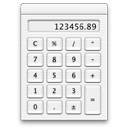 123456.89
C % / *
7 8 9 -
4 5 6 +
1 2 3 =
0 . ±